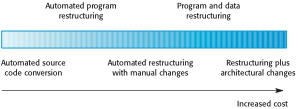 Automated program
restructuring
Program and data
restructuring
Automated source
code conversion
Automated restructuring
with manual changes
Restructuring plus
architectural changes
Increased cost